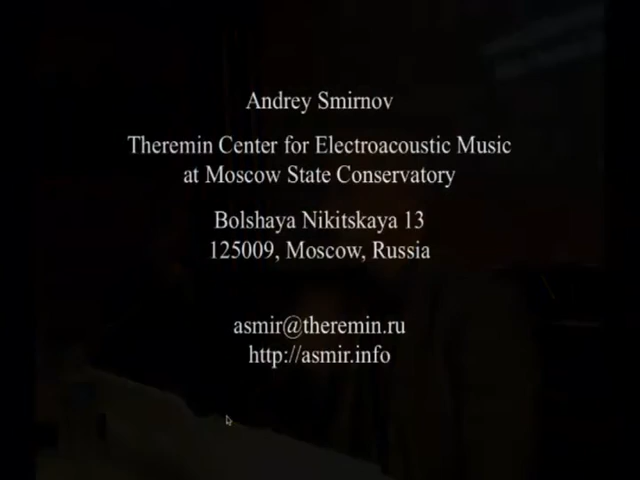 Andrey Smirnov
Theremin Center for Electroacoustic Music
at Moscow State Conservatory
Bolshaya Nikitskaya 13
125009, Moscow, Russia
asmir@theremin.ru
http://asmir.info